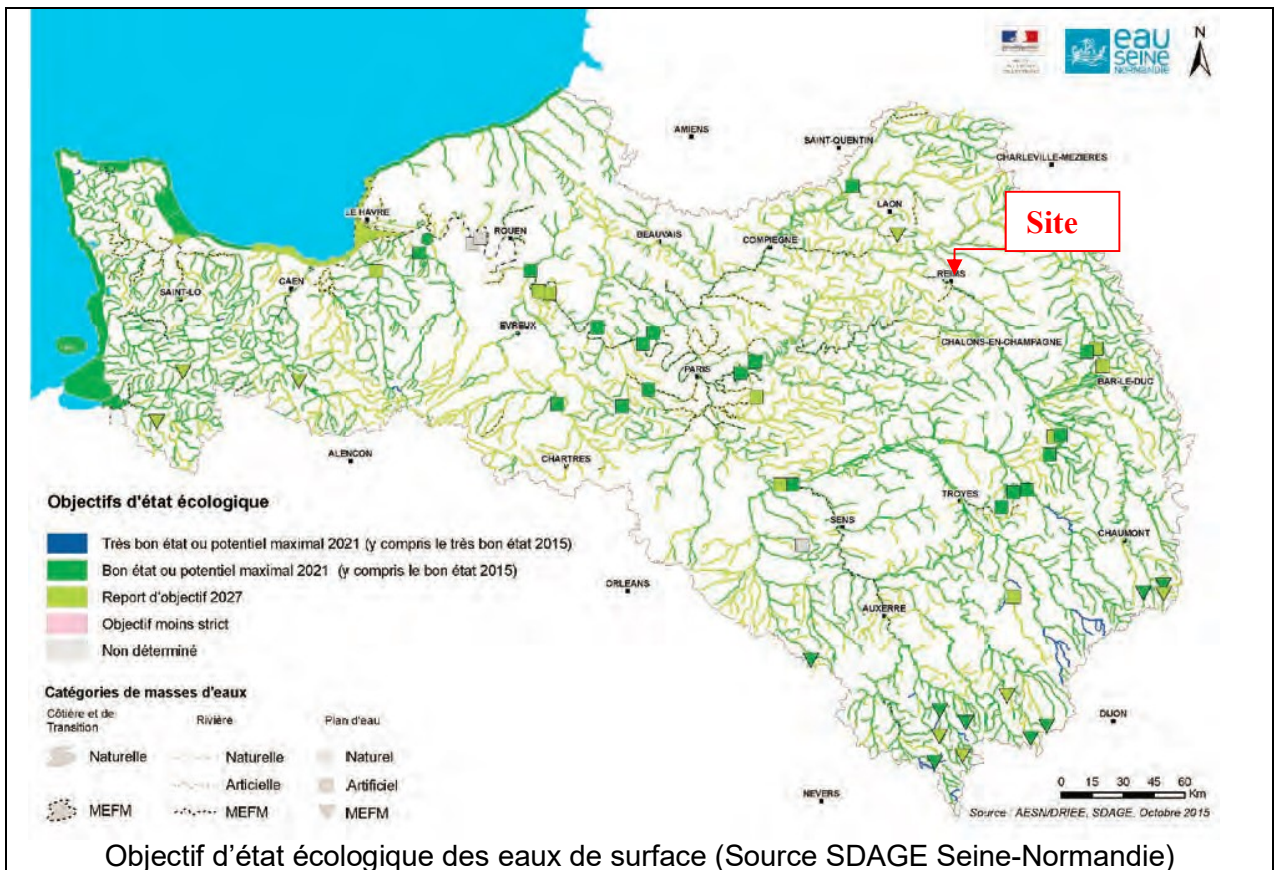 eau
SEINE
NORMANDIE
N
AMIENS
SAINT-QUENTIN
CHARLEVILLE-MEZIERES
LE HAVRE
ROUEN
BEAUVAIS
COMPIEGNE
LAON
Site
REIMS
SAINT-LO
CAEN
EVREUX
PARIS
CHALONS-EN-CHAMPAGNE
BAR-LE-DUC
ALENCON
CHARTRES
TROYES
SENS
CHAUMONT
ORLEANS
AUXERRE
DIJON
NEVERS
Objectifs d'état écologique
Très bon état ou potentiel maximal 2021 (y compris le très bon état 2015)
Bon état ou potentiel maximal 2021 (y compris le bon état 2015)
Report d'objectif 2027
Objectif moins strict
Non déterminé
Catégories de masses d'eaux
Côtière et de
Transition
Rivière
Plan d'eau
Naturelle
Naturelle
Naturel
Articielle
Artificiel
MEFM
MEFM
MEFM
0 15 30 45 60
Km
Source : AESN/DRIEE, SDAGE, Octobre 2015
Objectif d'état écologique des eaux de surface (Source SDAGE Seine-Normandie)